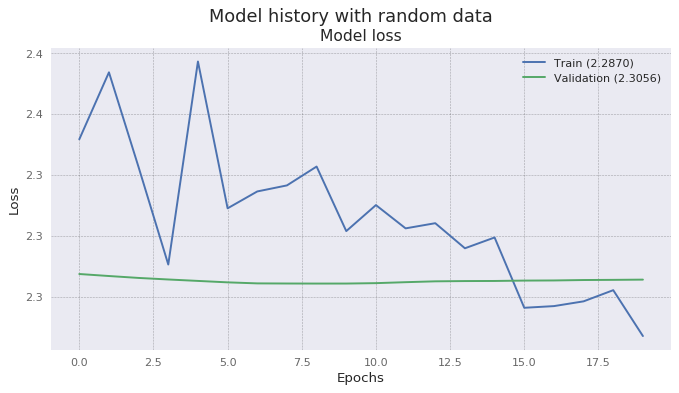 Model history with random data
Model loss
Train (2.2870)
Validation (2.3056)
Loss
2.4
2.4
2.3
2.3
2.3
0.0 2.5 5.0 7.5 10.0 12.5 15.0 17.5
Epochs